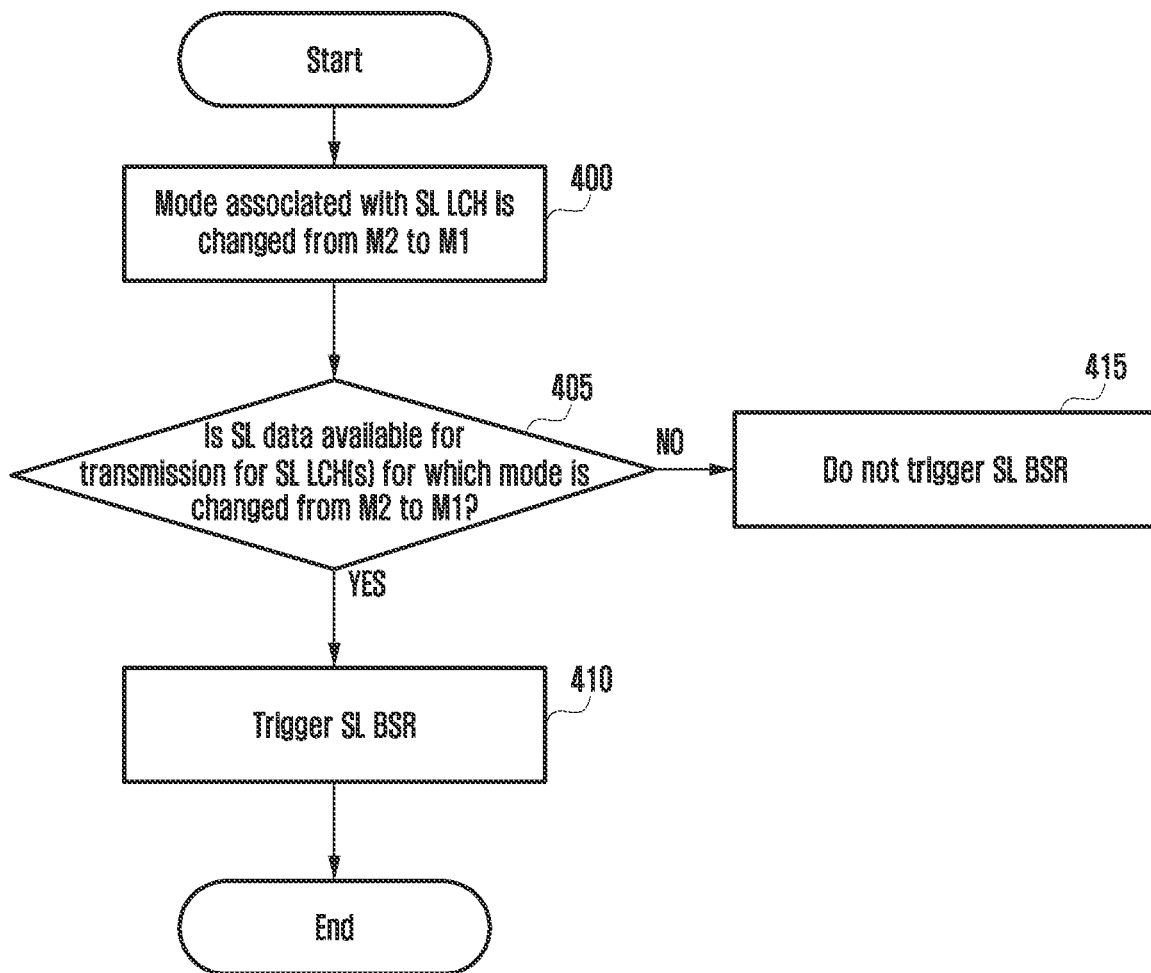 Start
400
Mode associated with SL LCH is
changed from M2 to M1
405
Is SL data available for
transmission for SL LCH(s) for which mode is
changed from M2 to M1?
NO
415
Do not trigger SL BSR
YES
410
Trigger SL BSR
End